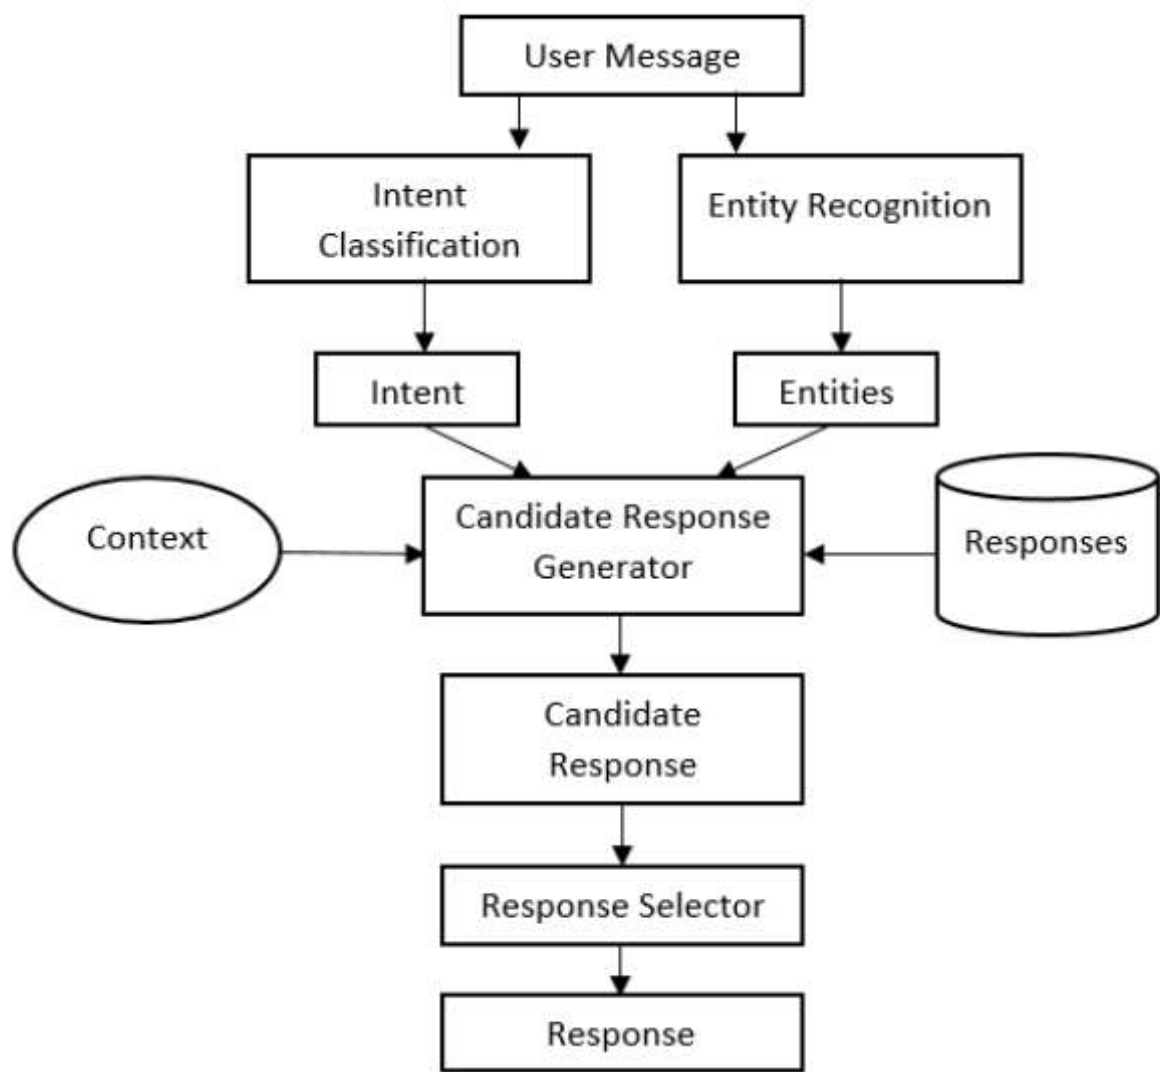 User Message
Intent
Classification
Entity Recognition
Intent
Entities
Context
Candidate Response
Generator
Responses
Candidate
Response
Response Selector
Response